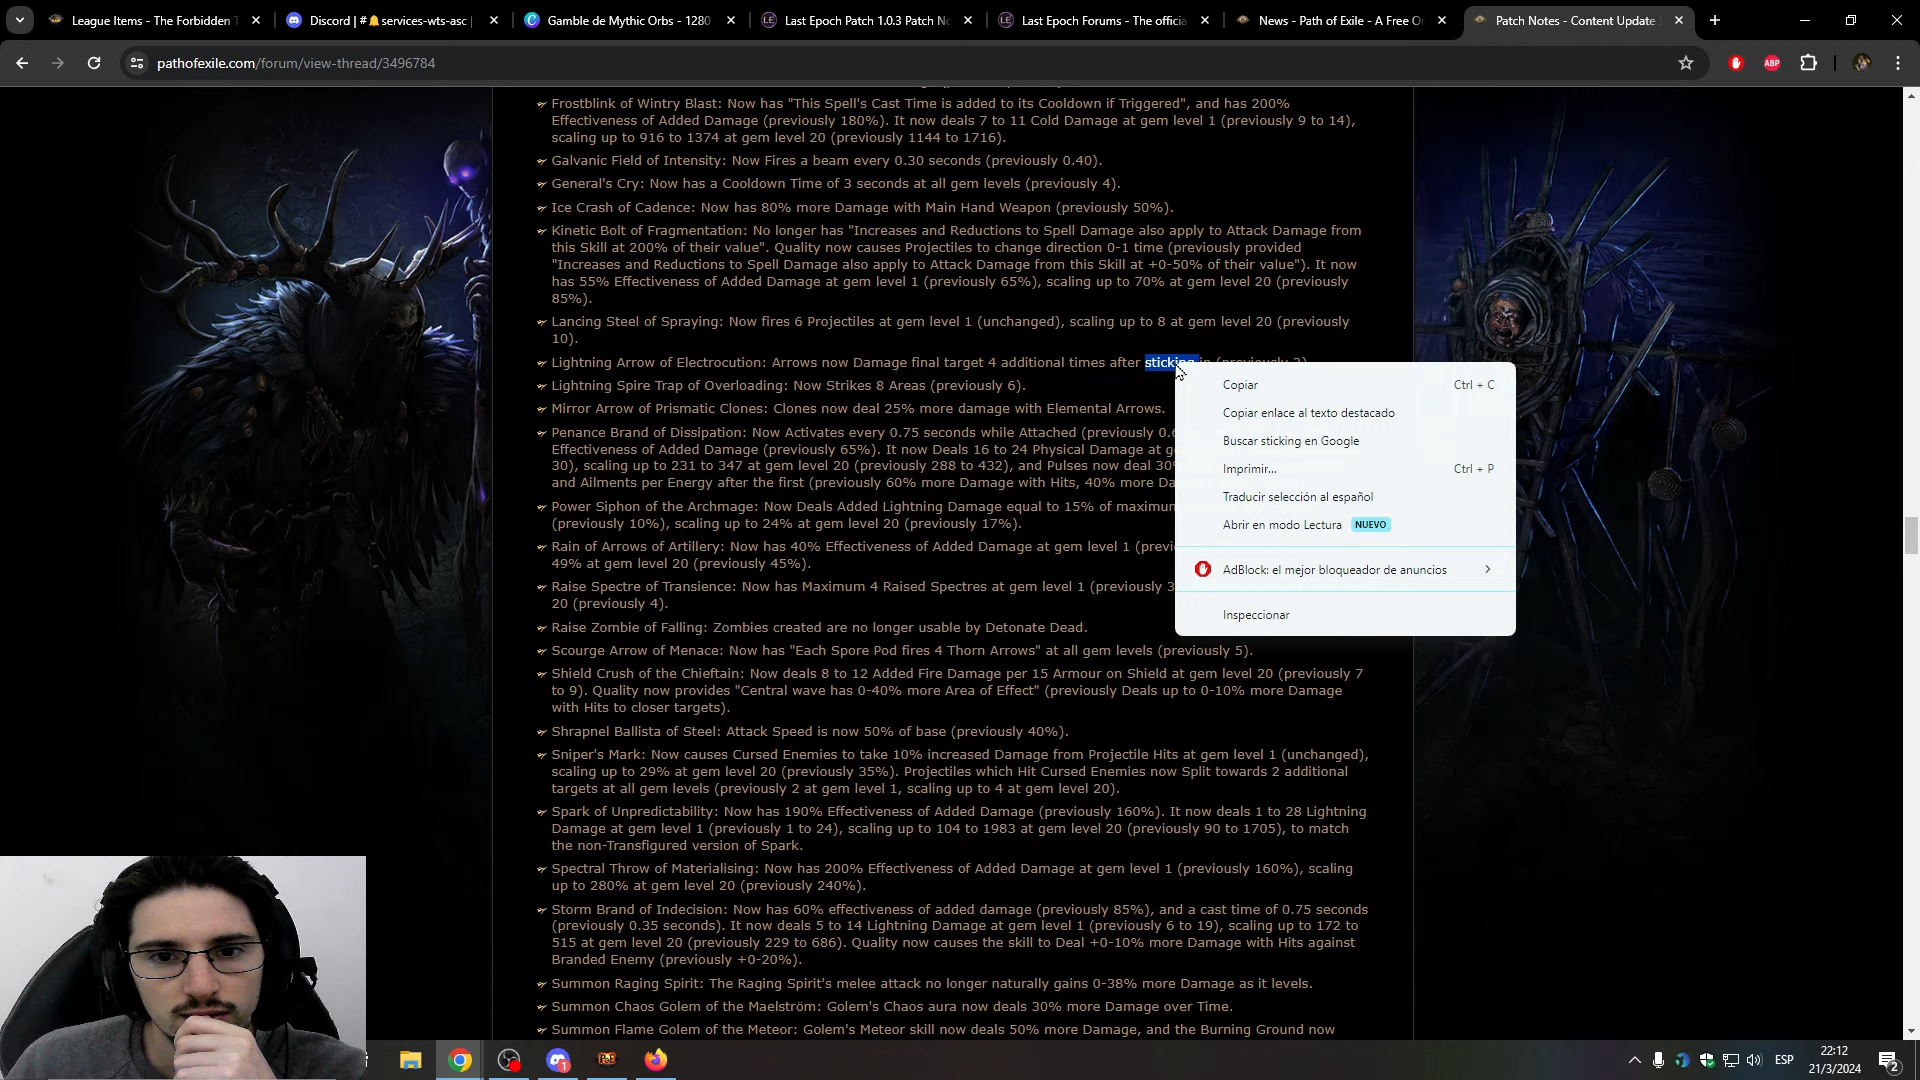 League Items - The Forbidden T
Discord | #🔔services-wts-asc |
Gamble de Mythic Orbs - 1280
Last Epoch Patch 1.0.3 Patch No
Last Epoch Forums - The officia
News - Path of Exile - A Free O
Patch Notes - Content Update
pathofexile.com/forum/view-thread/3496784
ABP
Frostblink of Wintry Blast: Now has "This Spell's Cast Time is added to its Cooldown if Triggered", and has 200%
Effectiveness of Added Damage (previously 180%). It now deals 7 to 11 Cold Damage at gem level 1 (previously 9 to 14),
scaling up to 916 to 1374 at gem level 20 (previously 1144 to 1716).
Galvanic Field of Intensity: Now Fires a beam every 0.30 seconds (previously 0.40).
General's Cry: Now has a Cooldown Time of 3 seconds at all gem levels (previously 4).
Ice Crash of Cadence: Now has 80% more Damage with Main Hand Weapon (previously 50%).
Kinetic Bolt of Fragmentation: No longer has "Increases and Reductions to Spell Damage also apply to Attack Damage from
this Skill at 200% of their value". Quality now causes Projectiles to change direction 0-1 time (previously provided
"Increases and Reductions to Spell Damage also apply to Attack Damage from this Skill at +0-50% of their value"). It now
has 55% Effectiveness of Added Damage at gem level 1 (previously 65%), scaling up to 70% at gem level 20 (previously
85%).
Lancing Steel of Spraying: Now fires 6 Projectiles at gem level 1 (unchanged), scaling up to 8 at gem level 20 (previously
10).
Lightning Arrow of Electrocution: Arrows now Damage final target 4 additional times after sticking in (previously 2)
Lightning Spire Trap of Overloading: Now Strikes 8 Areas (previously 6).
Mirror Arrow of Prismatic Clones: Clones now deal 25% more damage with Elemental Arrows.
Penance Brand of Dissipation: Now Activates every 0.75 seconds while Attached (previously 0.6
Effectiveness of Added Damage (previously 65%). It now Deals 16 to 24 Physical Damage at ge
30), scaling up to 231 to 347 at gem level 20 (previously 288 to 432), and Pulses now deal 30%
and Ailments per Energy after the first (previously 60% more Damage with Hits, 40% more Da
Power Siphon of the Archmage: Now Deals Added Lightning Damage equal to 15% of maximum
(previously 10%), scaling up to 24% at gem level 20 (previously 17%).
Rain of Arrows of Artillery: Now has 40% Effectiveness of Added Damage at gem level 1 (previ
49% at gem level 20 (previously 45%).
Raise Spectre of Transience: Now has Maximum 4 Raised Spectres at gem level 1 (previously 3
20 (previously 4).
Raise Zombie of Falling: Zombies created are no longer usable by Detonate Dead.
Scourge Arrow of Menace: Now has "Each Spore Pod fires 4 Thorn Arrows" at all gem levels (previously 5).
Shield Crush of the Chieftain: Now deals 8 to 12 Added Fire Damage per 15 Armour on Shield at gem level 20 (previously 7
to 9). Quality now provides "Central wave has 0-40% more Area of Effect" (previously Deals up to 0-10% more Damage
with Hits to closer targets).
Shrapnel Ballista of Steel: Attack Speed is now 50% of base (previously 40%).
Sniper's Mark: Now causes Cursed Enemies to take 10% increased Damage from Projectile Hits at gem level 1 (unchanged),
scaling up to 29% at gem level 20 (previously 35%). Projectiles which Hit Cursed Enemies now Split towards 2 additional
targets at all gem levels (previously 2 at gem level 1, scaling up to 4 at gem level 20).
Spark of Unpredictability: Now has 190% Effectiveness of Added Damage (previously 160%). It now deals 1 to 28 Lightning
Damage at gem level 1 (previously 1 to 24), scaling up to 104 to 1983 at gem level 20 (previously 90 to 1705), to match
the non-Transfigured version of Spark.
Spectral Throw of Materialising: Now has 200% Effectiveness of Added Damage at gem level 1 (previously 160%), scaling
up to 280% at gem level 20 (previously 240%).
Storm Brand of Indecision: Now has 60% effectiveness of added damage (previously 85%), and a cast time of 0.75 seconds
(previously 0.35 seconds). It now deals 5 to 14 Lightning Damage at gem level 1 (previously 6 to 19), scaling up to 172 to
515 at gem level 20 (previously 229 to 686). Quality now causes the skill to Deal +0-10% more Damage with Hits against
Branded Enemy (previously +0-20%).
Summon Raging Spirit: The Raging Spirit's melee attack no longer naturally gains 0-38% more Damage as it levels.
Summon Chaos Golem of the Maelström: Golem's Chaos aura now deals 30% more Damage over Time.
Summon Flame Golem of the Meteor: Golem's Meteor skill now deals 50% more Damage, and the Burning Ground now
Copiar Ctrl + C
Copiar enlace al texto destacado
Buscar sticking en Google
Imprimir... Ctrl + P
Traducir selección al español
Abrir en modo Lectura NUEVO
AdBlock: el mejor bloqueador de anuncios
Inspeccionar
ESP
22:12
21/3/2024
2